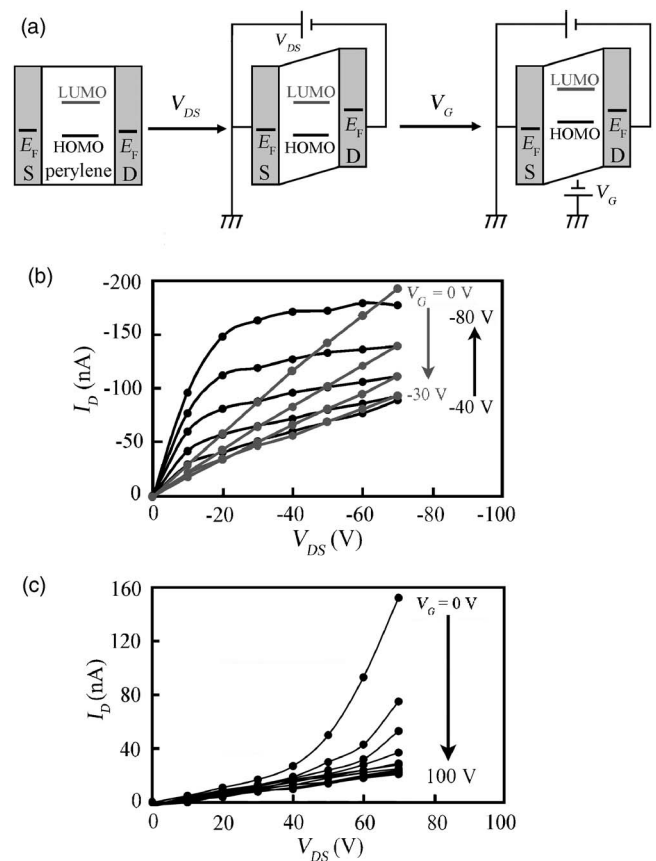 (a)
LUMO
E_F
HOMO
E_F
S
perylene
D
V_DS
V_DS
LUMO
E_F
HOMO
E_F
S
D
V_G
LUMO
E_F
HOMO
E_F
S
D
V_G
(b)
I_D (nA)
-200
-150
-100
-50
0
0 -20 -40 -60 -80 -100
V_DS (V)
V_G = 0 V
-30 V
-80 V
-40 V
(c)
I_D (nA)
160
120
80
40
0
0 20 40 60 80 100
V_DS (V)
V_G = 0 V
100 V